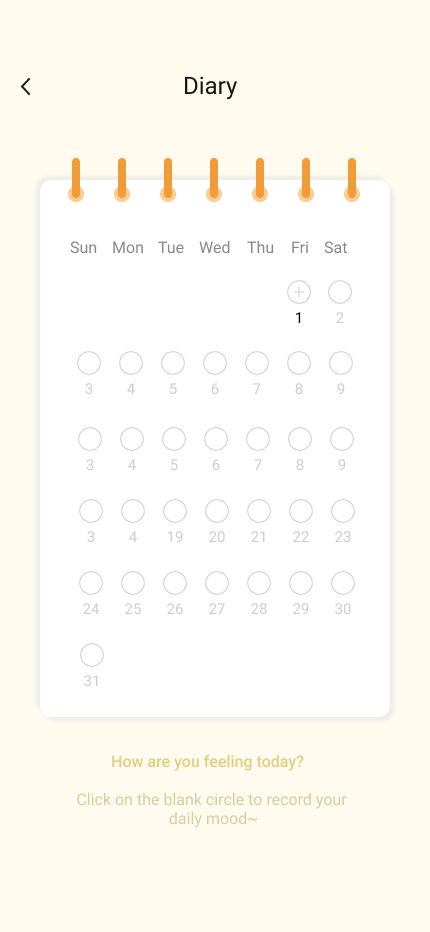 Diary
Sun Mon Tue Wed Thu Fri Sat
1 2
3 4 5 6 7 8 9
3 4 5 6 7 8 9
3 4 19 20 21 22 23
24 25 26 27 28 29 30
31
How are you feeling today?
Click on the blank circle to record your
daily mood~